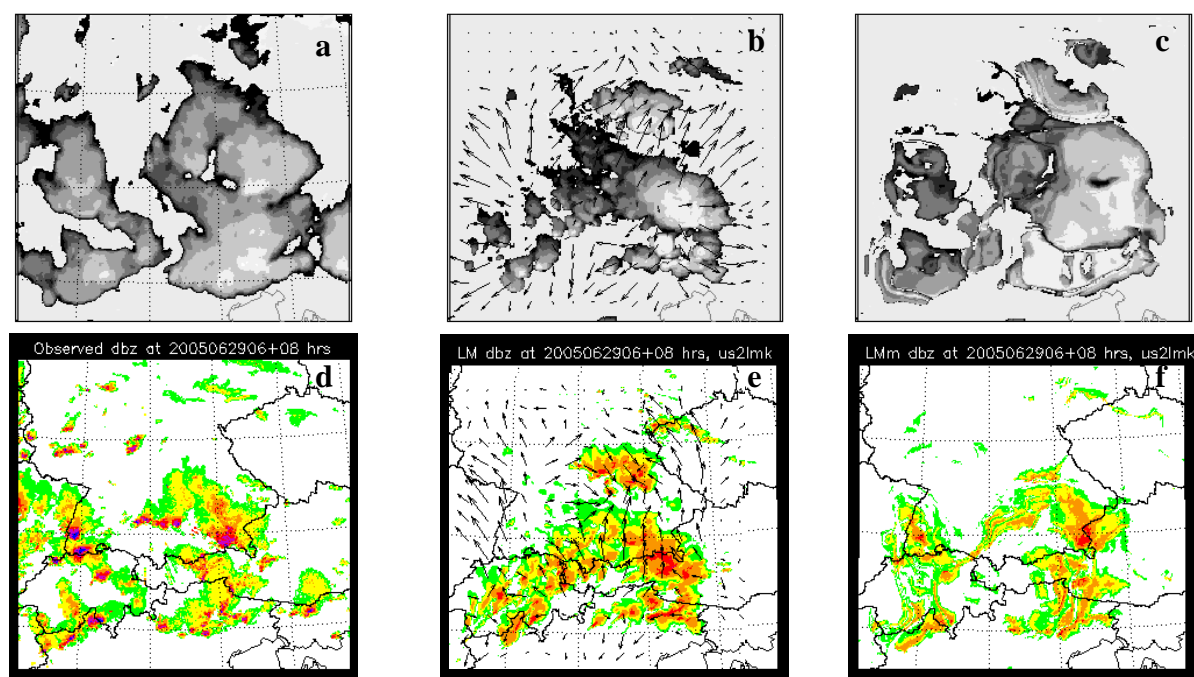 a
b
c
Observed dbz at 2005062906+08 hrs
LM dbz at 2005062906+08 hrs, us2lmk
LMm dbz at 2005062906+08 hrs, us2lmk
d
e
f